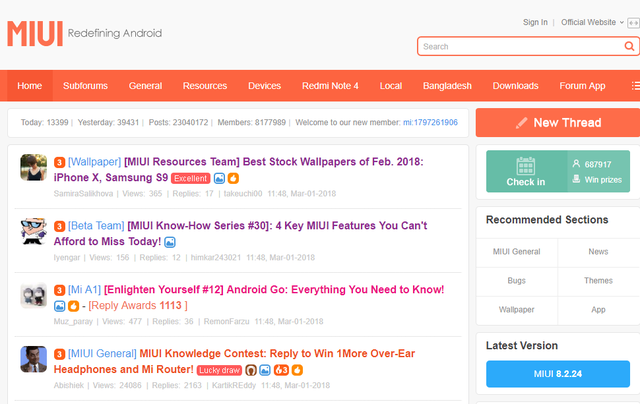 MIUI Redefining Android
Sign In | Official Website
Search
Home Subforums General Resources Devices Redmi Note 4 Local Bangladesh Downloads Forum App
Today: 13399 | Yesterday: 39431 | Posts: 23040172 | Members: 8177989 | Welcome to our new member: mi:1797261906
New Thread
3 [Wallpaper] [MIUI Resources Team] Best Stock Wallpapers of Feb. 2018:
iPhone X, Samsung S9 Excellent
SamiraSalikhova | Views: 365 | Replies: 17 | takeuchi00 11:48, Mar-01-2018
3 [Beta Team] [MIUI Know-How Series #30]: 4 Key MIUI Features You Can't
Afford to Miss Today!
Iyengar | Views: 156 | Replies: 12 | himkar243021 11:48, Mar-01-2018
3 [Mi A1] [Enlighten Yourself #12] Android Go: Everything You Need to Know!
- [Reply Awards 1113 ]
Muz_paray | Views: 477 | Replies: 36 | RemonFarzu 11:48, Mar-01-2018
3 [MIUI General] MIUI Knowledge Contest: Reply to Win 1More Over-Ear
Headphones and Mi Router! Lucky draw 3
Abhishek | Views: 24086 | Replies: 2163 | KartikREddy 11:48, Mar-01-2018
Check in
687917
Win prizes
Recommended Sections
MIUI General News
Bugs Themes
Wallpaper App
Latest Version
MIUI 8.2.24